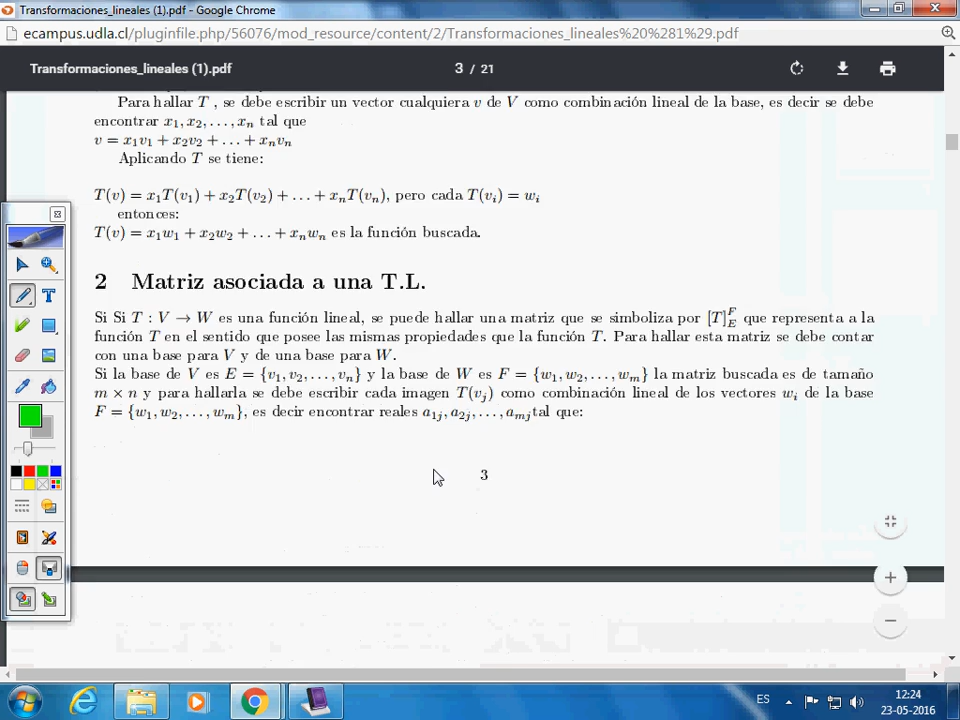 Transformaciones_lineales (1).pdf - Google Chrome
ecampus.udla.cl/pluginfile.php/56076/mod_resource/content/2/Transformaciones_lineales%20%281%29.pdf
Transformaciones_lineales (1).pdf 3 / 21
Para hallar T , se debe escribir un vector cualquiera v de V como combinación lineal de la base, es decir se debe
encontrar x₁, x₂, . . . , xₙ tal que
v = x₁v₁ + x₂v₂ + . . . + xₙvₙ
Aplicando T se tiene:
T(v) = x₁T(v₁) + x₂T(v₂) + . . . + xₙT(vₙ), pero cada T(vᵢ) = wᵢ
entonces:
T(v) = x₁w₁ + x₂w₂ + . . . + xₙwₙ es la función buscada.
2 Matriz asociada a una T.L.
Si Si T : V → W es una función lineal, se puede hallar una matriz que se simboliza por [T]_E^F que representa a la
función T en el sentido que posee las mismas propiedades que la función T. Para hallar esta matriz se debe contar
con una base para V y de una base para W.
Si la base de V es E = {v₁, v₂, . . . , vₙ} y la base de W es F = {w₁, w₂, . . . , wₘ} la matriz buscada es de tamaño
m × n y para hallarla se debe escribir cada imagen T(vⱼ) como combinación lineal de los vectores wᵢ de la base
F = {w₁, w₂, . . . , wₘ}, es decir encontrar reales a₁ⱼ, a₂ⱼ, . . . , aₘⱼtal que:
3
T
ES
12:24
23-05-2016